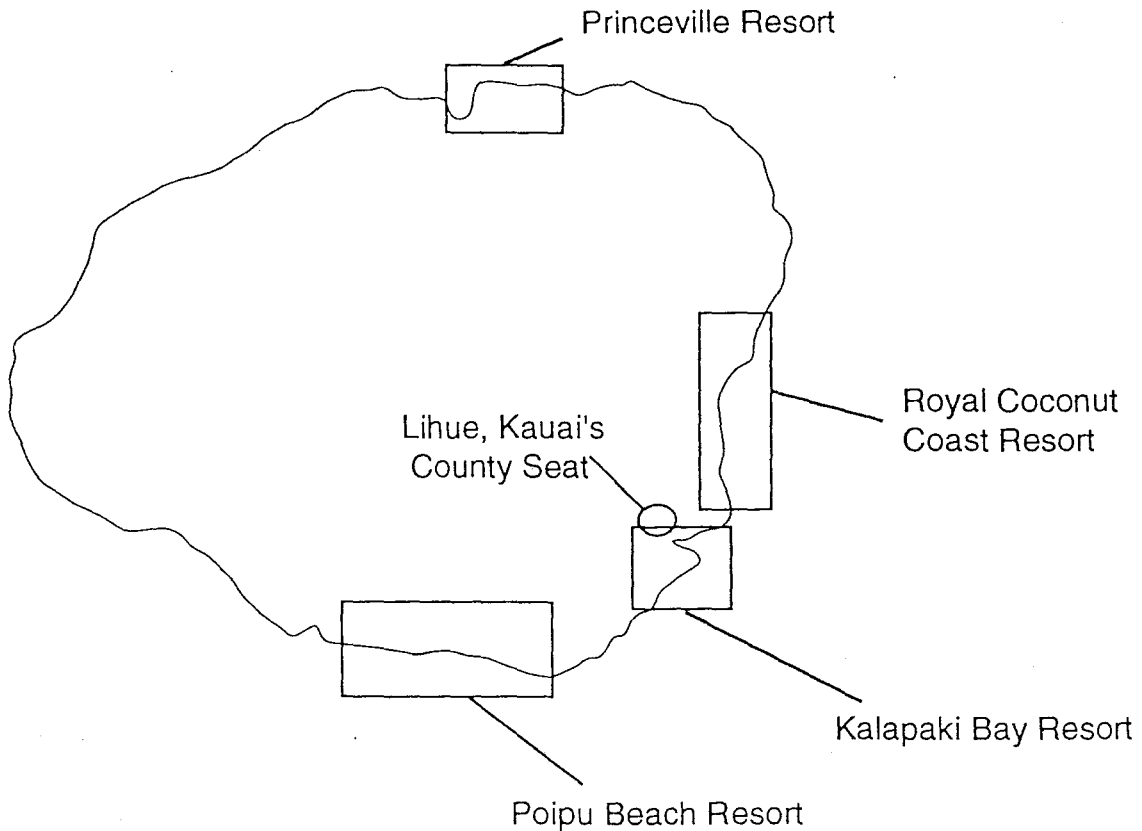 Princeville Resort
Royal Coconut
Coast Resort
Lihue, Kauai's
County Seat
Kalapaki Bay Resort
Poipu Beach Resort